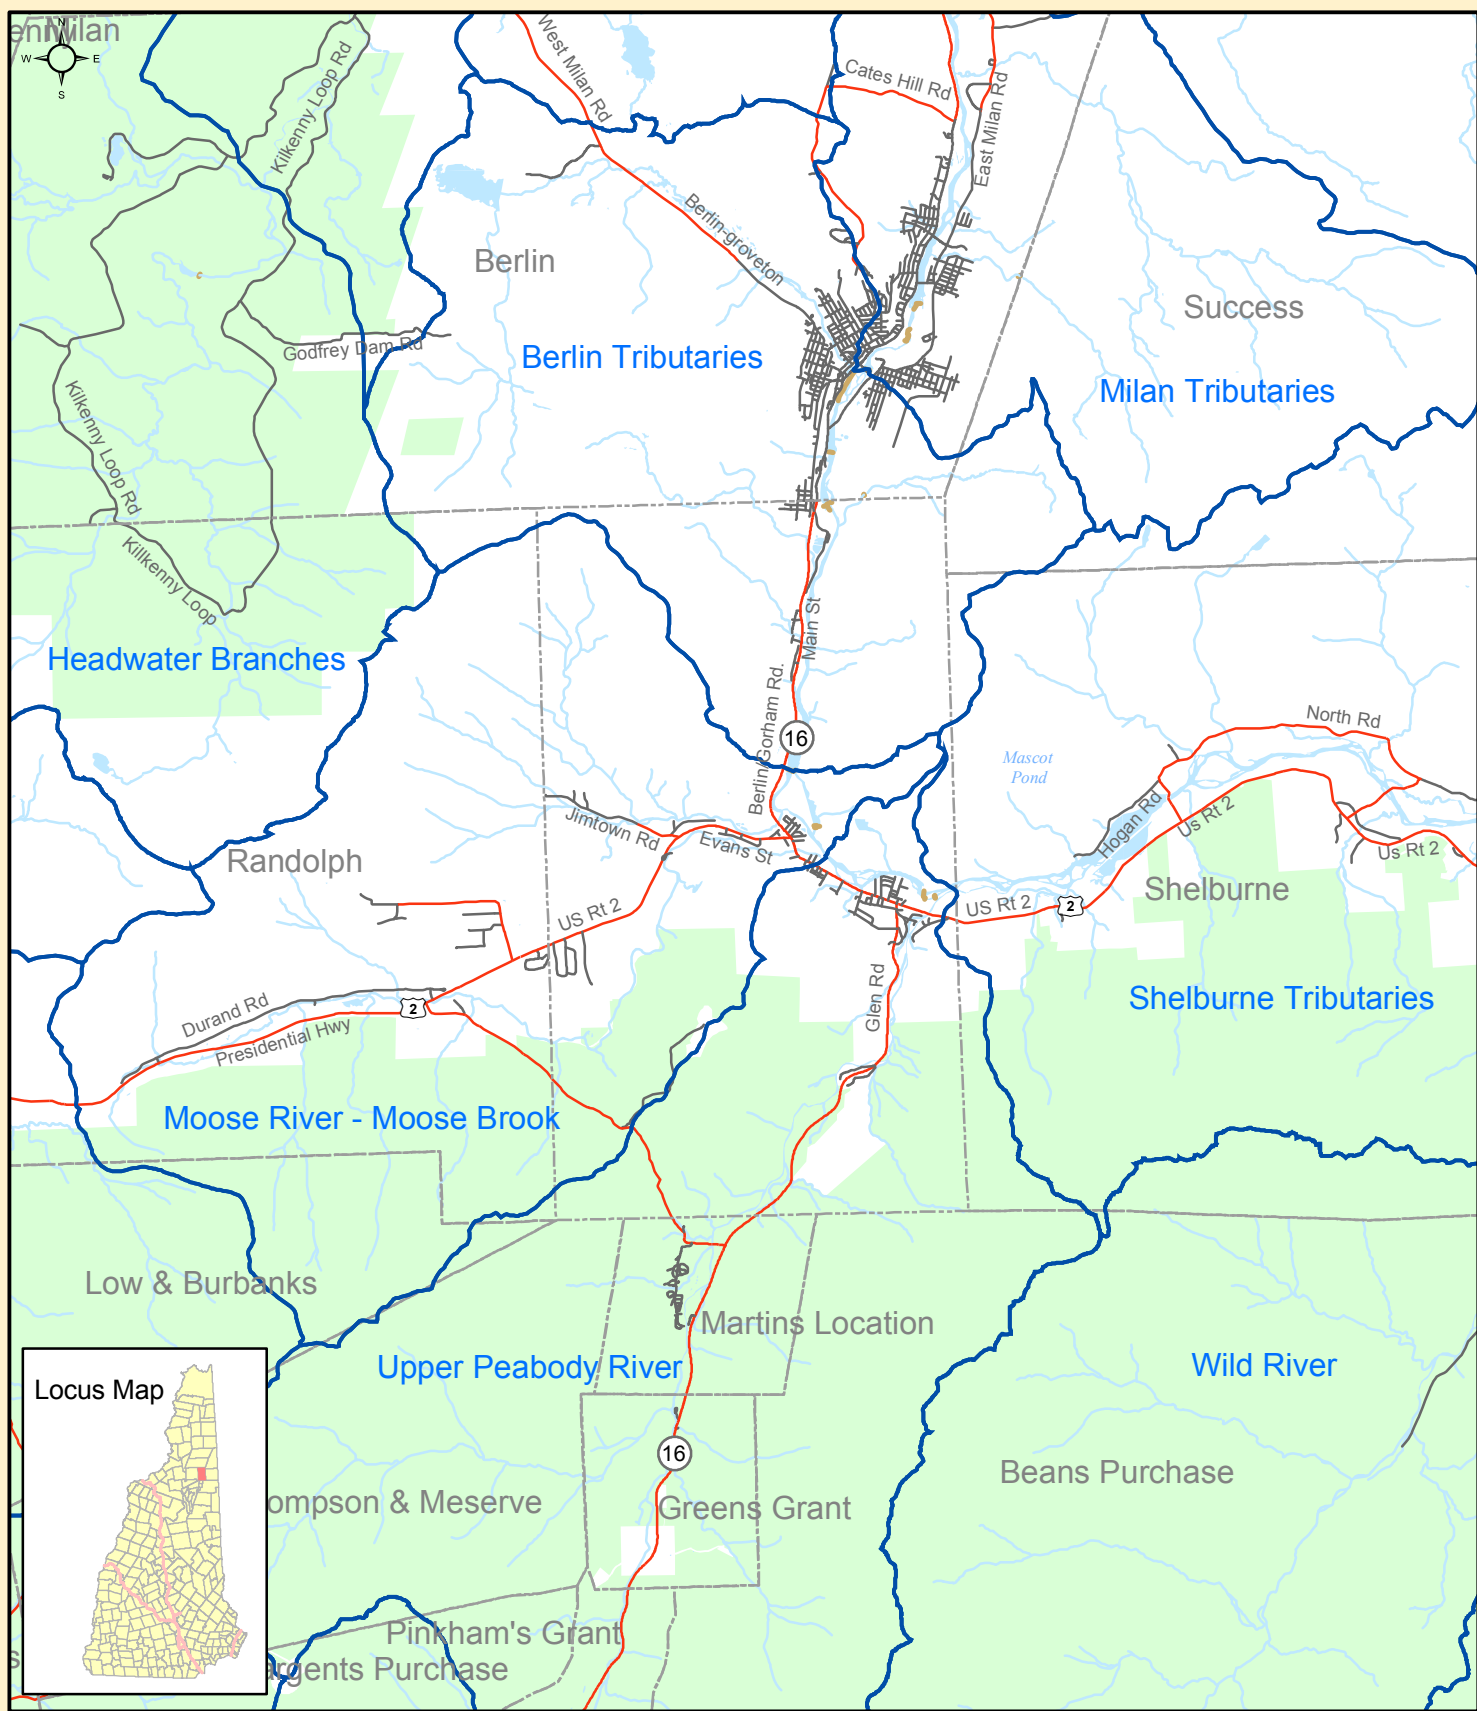 Milan
N
W
E
S
West Milan Rd
Cates Hill Rd
East Milan Rd
Kilkenny Loop Rd
Berlin-groveton
Berlin
Success
Godfrey Dam Rd
Berlin Tributaries
Milan Tributaries
Kilkenny Loop Rd
Killkenny Loop
Main St
Headwater Branches
Berlin/Gorham Rd.
16
North Rd
Mascot
Pond
Hogan Rd
Us Rt 2
Jimtown Rd
Evans St
Us Rt 2
Randolph
Shelburne
US Rt 2
US Rt 2
2
Glen Rd
Shelburne Tributaries
Durand Rd
2
Presidential Hwy
Moose River - Moose Brook
Low & Burbanks
Martins Location
Upper Peabody River
Wild River
Locus Map
16
Beans Purchase
ompson & Meserve
Greens Grant
Pinkham's Grant
argents Purchase